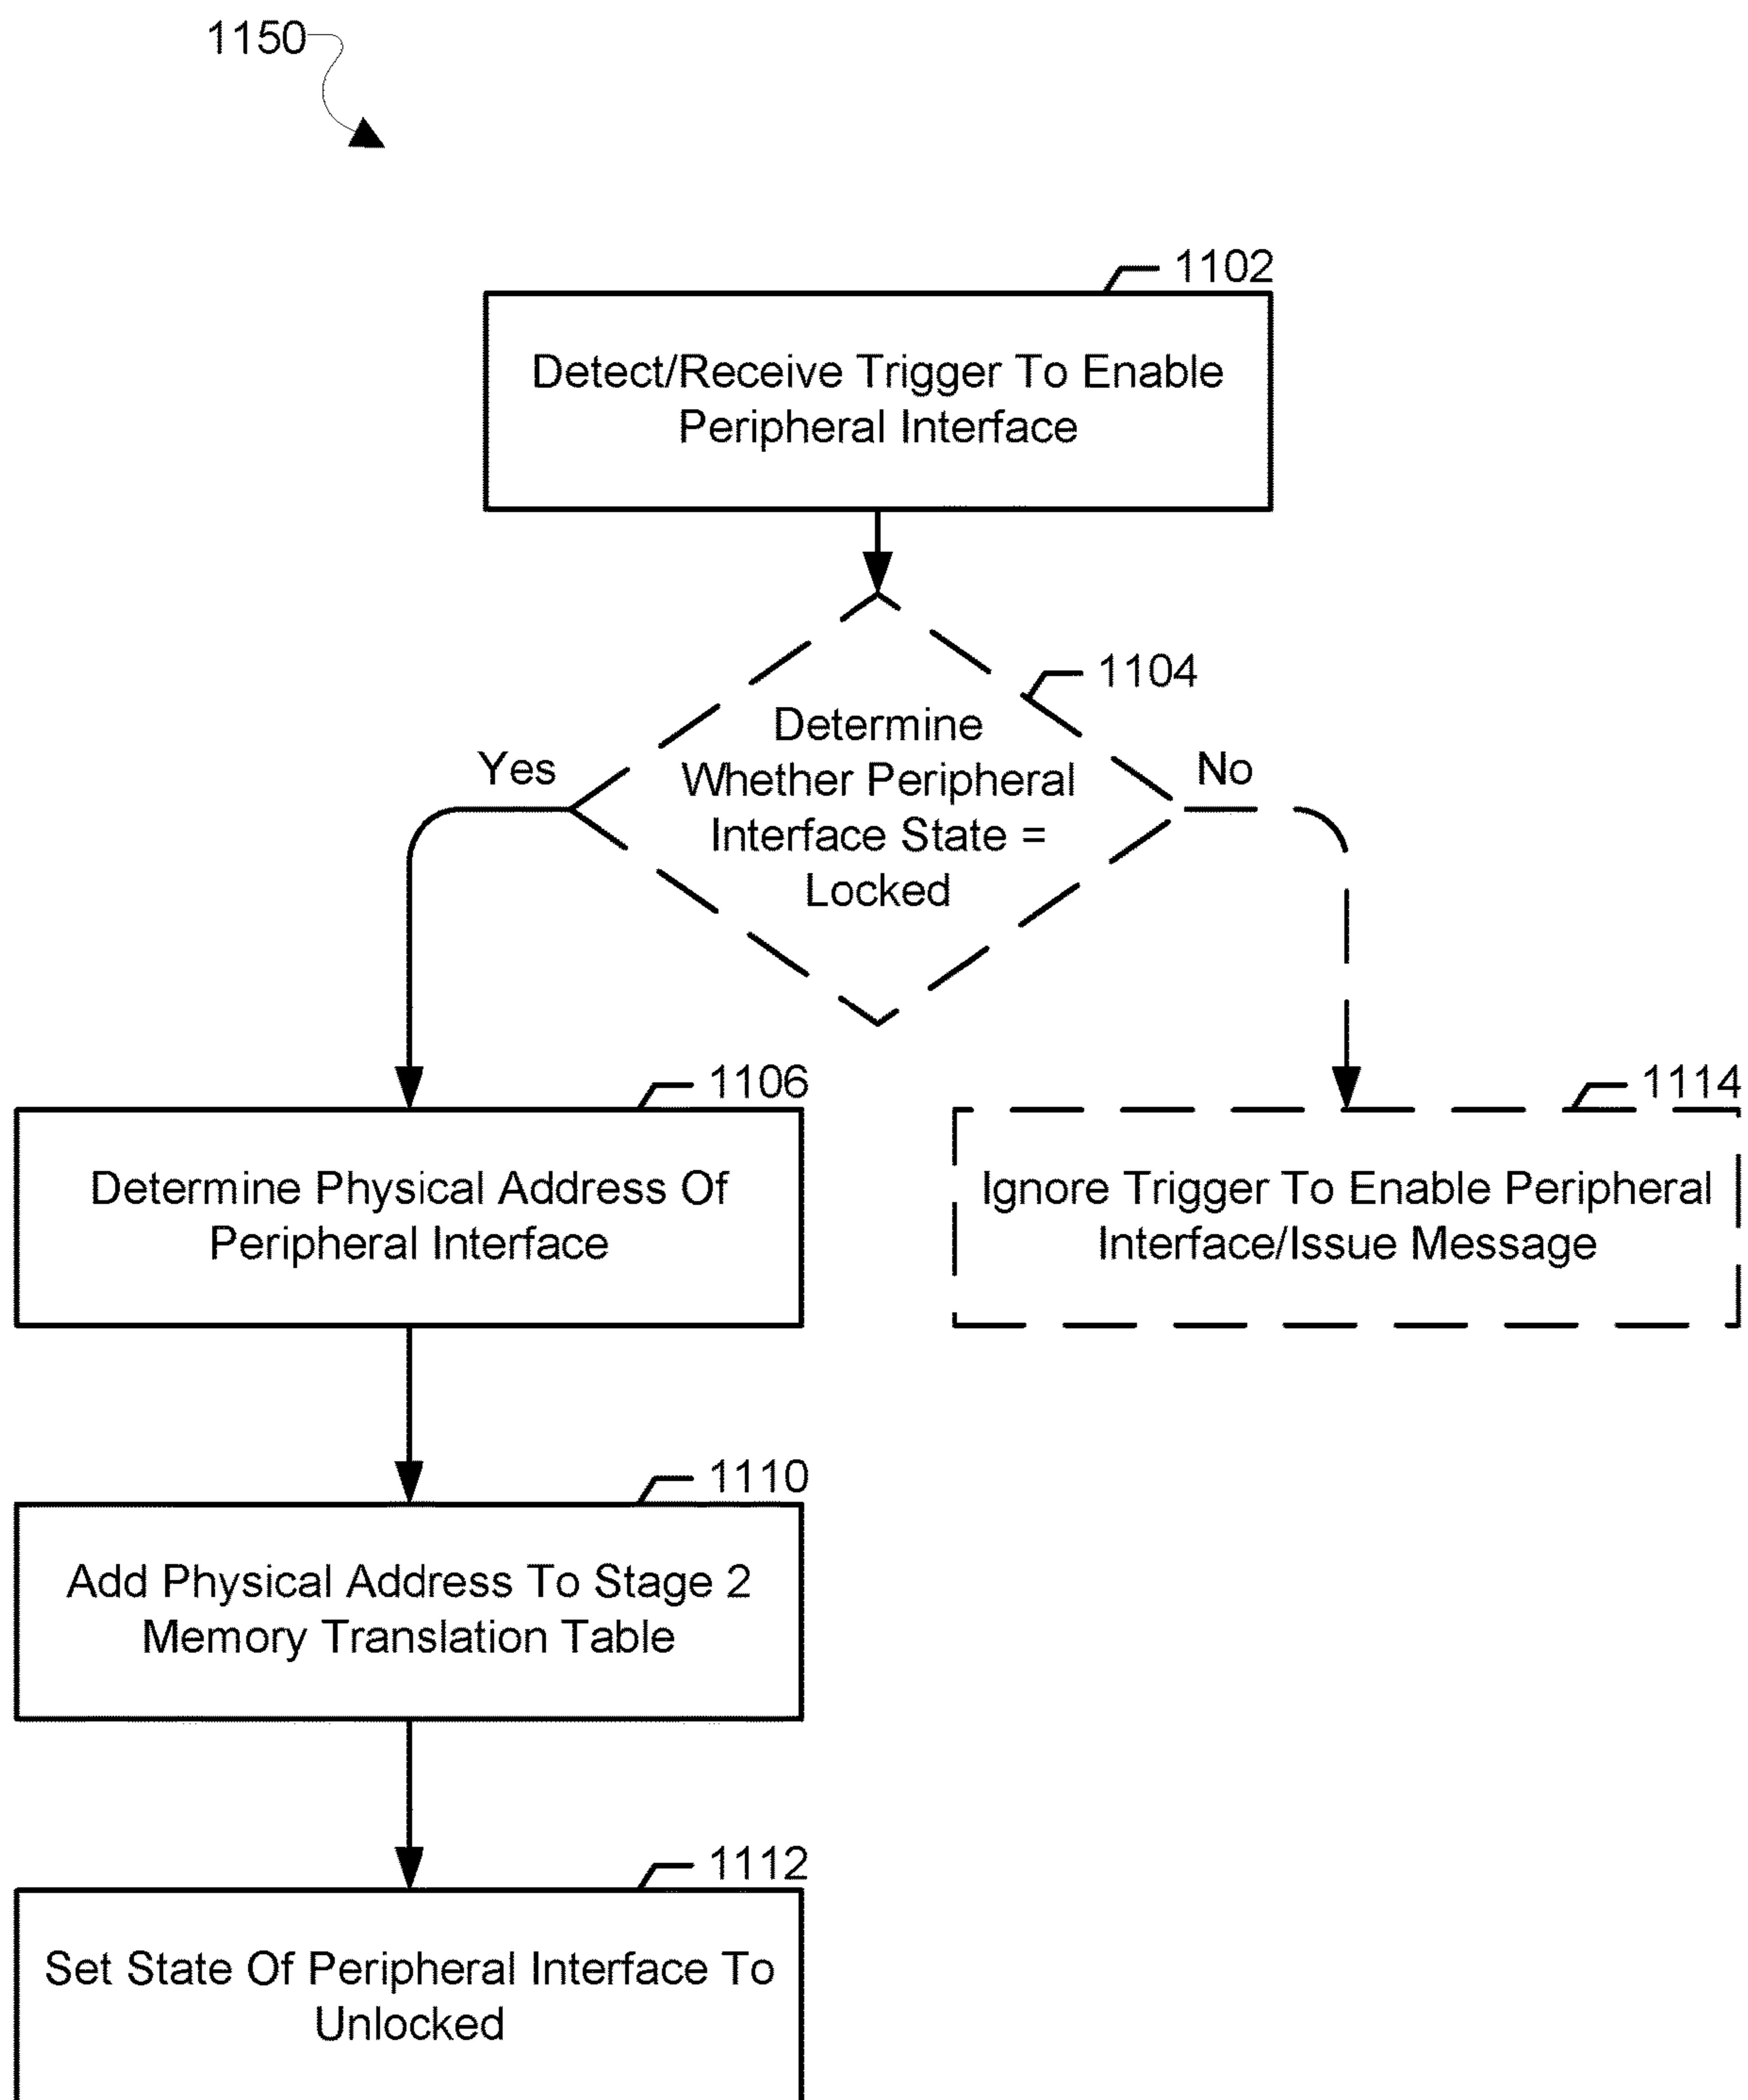 1150
1102
Detect/Receive Trigger To Enable
Peripheral Interface
1104
Determine
Whether Peripheral
Interface State =
Locked
Yes
No
1106
Determine Physical Address Of
Peripheral Interface
1114
Ignore Trigger To Enable Peripheral
Interface/Issue Message
1110
Add Physical Address To Stage 2
Memory Translation Table
1112
Set State Of Peripheral Interface To
Unlocked